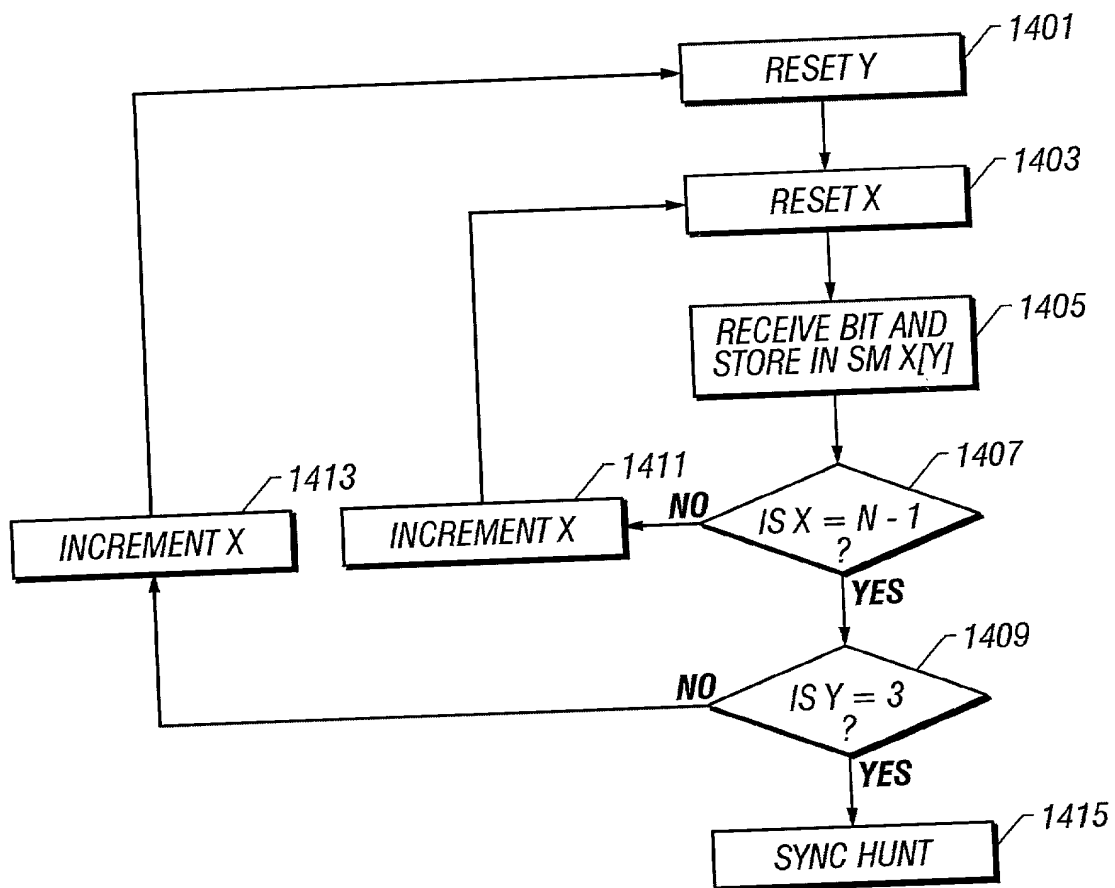 1401
RESET Y
1403
RESET X
1405
RECEIVE BIT AND
STORE IN SM X[Y]
1407
IS X = N - 1
?
NO
YES
1411
INCREMENT X
1413
INCREMENT X
1409
IS Y = 3
?
NO
YES
1415
SYNC HUNT